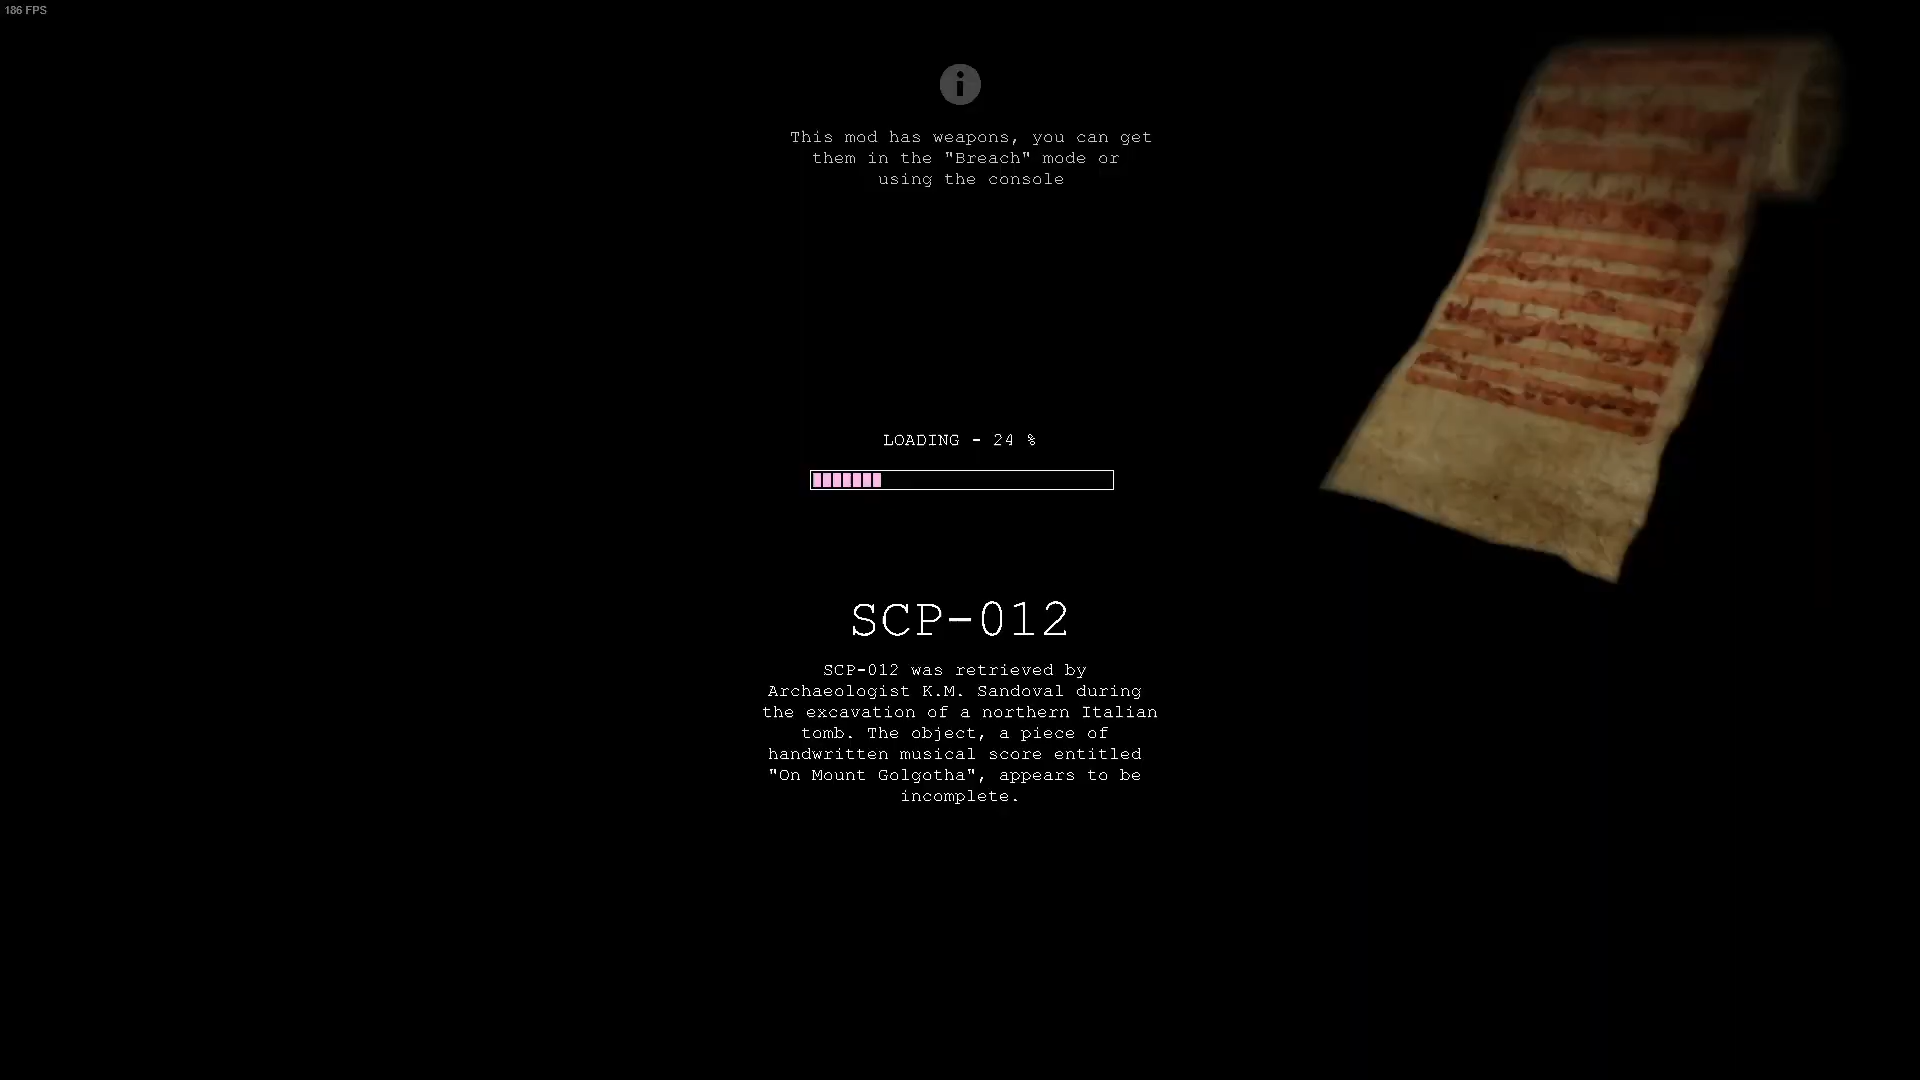 186 FPS
This mod has weapons, you can get
them in the "Breach" mode or
using the console
LOADING - 24 %
SCP-012
SCP-012 was retrieved by
Archaeologist K.M. Sandoval during
the excavation of a northern Italian
tomb. The object, a piece of
handwritten musical score entitled
"On Mount Golgotha", appears to be
incomplete.